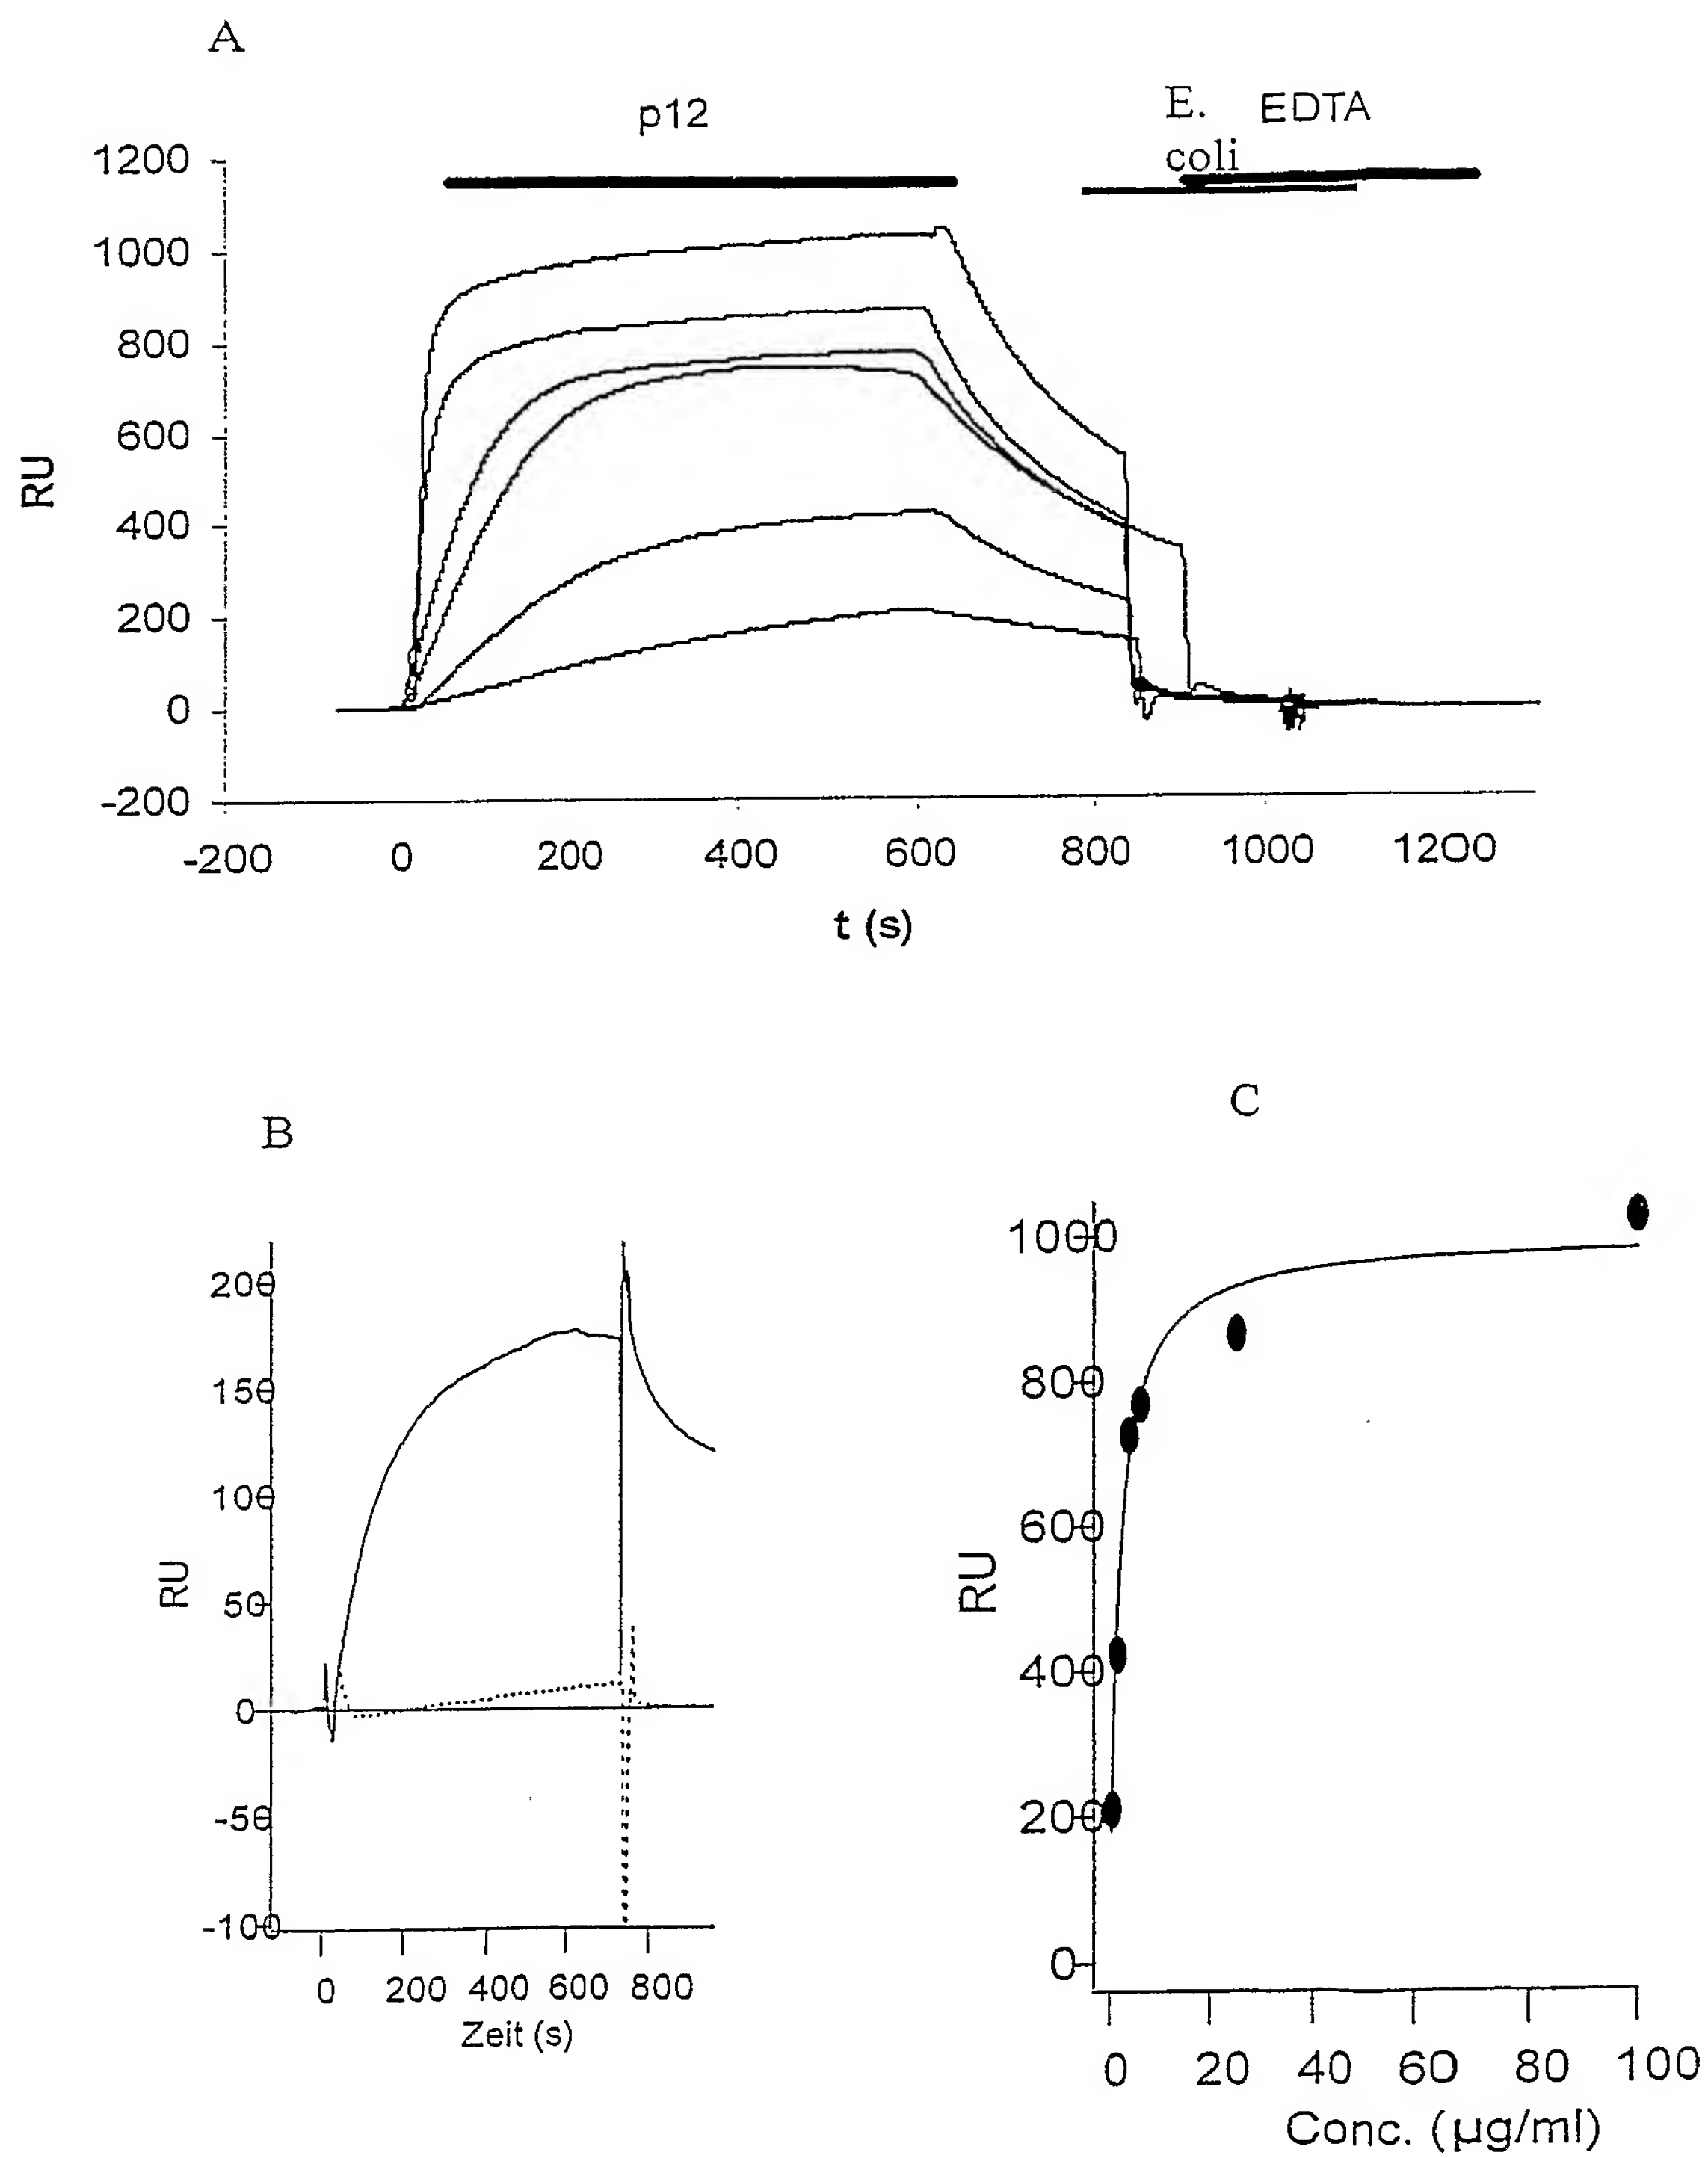 A
p12
E. coli
EDTA
1200
1000
800
600
400
200
0
-200
RU
-200 0 200 400 600 800 1000 1200
t (s)
B
200
150
100
50
0
-50
-100
RU
0 200 400 600 800
Zeit (s)
C
1000
800
600
400
200
0
RU
0 20 40 60 80 100
Conc. (µg/ml)